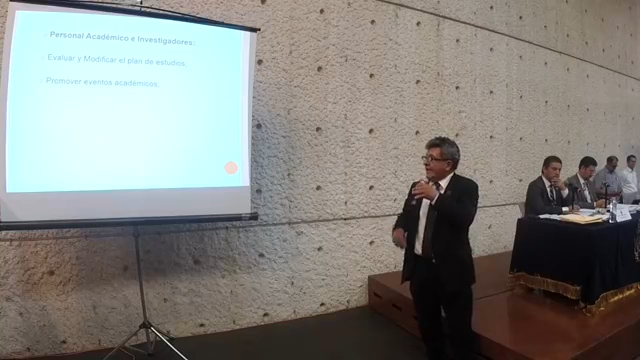 - Personal Académico e Investigadores:
- Evaluar y Modificar el plan de estudios.
Promover eventos académicos.